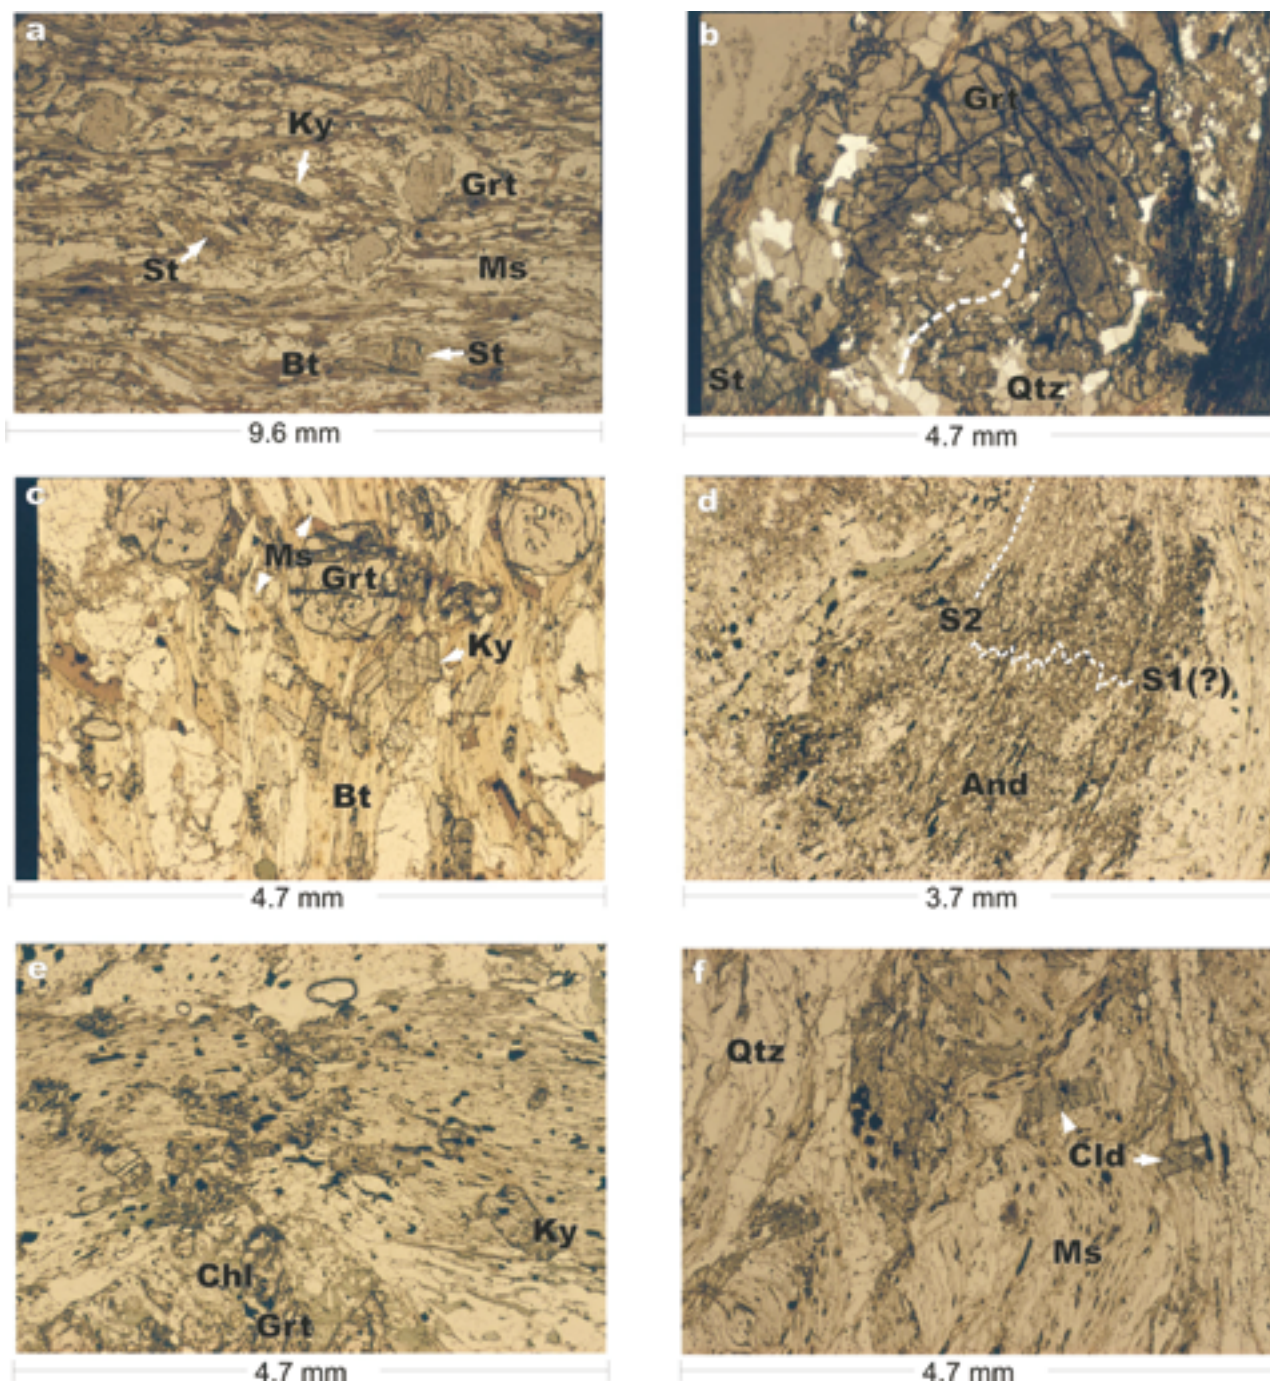 a
Ky
Grt
St
Ms
Bt
St
9.6 mm
b
Grt
St
Qtz
4.7 mm
c
Ms
Grt
Ky
Bt
4.7 mm
d
S2
S1(?)
And
3.7 mm
e
Ky
Chl
Grt
4.7 mm
f
Qtz
Cld
Ms
4.7 mm